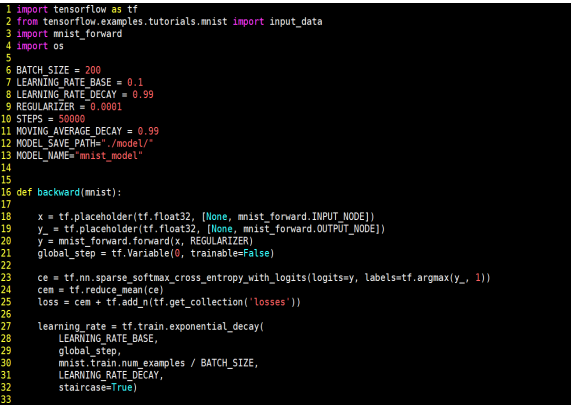 1 import tensorflow as tf
2 from tensorflow.examples.tutorials.mnist import input_data
3 import mnist_forward
4 import os
5
6 BATCH_SIZE = 200
7 LEARNING_RATE_BASE = 0.1
8 LEARNING_RATE_DECAY = 0.99
9 REGULARIZER = 0.0001
10 STEPS = 50000
11 MOVING_AVERAGE_DECAY = 0.99
12 MODEL_SAVE_PATH="./model/"
13 MODEL_NAME="mnist_model"
14
15
16 def backward(mnist):
17
18     x = tf.placeholder(tf.float32, [None, mnist_forward.INPUT_NODE])
19     y_ = tf.placeholder(tf.float32, [None, mnist_forward.OUTPUT_NODE])
20     y = mnist_forward.forward(x, REGULARIZER)
21     global_step = tf.Variable(0, trainable=False)
22
23     ce = tf.nn.sparse_softmax_cross_entropy_with_logits(logits=y, labels=tf.argmax(y_, 1))
24     cem = tf.reduce_mean(ce)
25     loss = cem + tf.add_n(tf.get_collection('losses'))
26
27     learning_rate = tf.train.exponential_decay(
28         LEARNING_RATE_BASE,
29         global_step,
30         mnist.train.num_examples / BATCH_SIZE,
31         LEARNING_RATE_DECAY,
32         staircase=True)
33